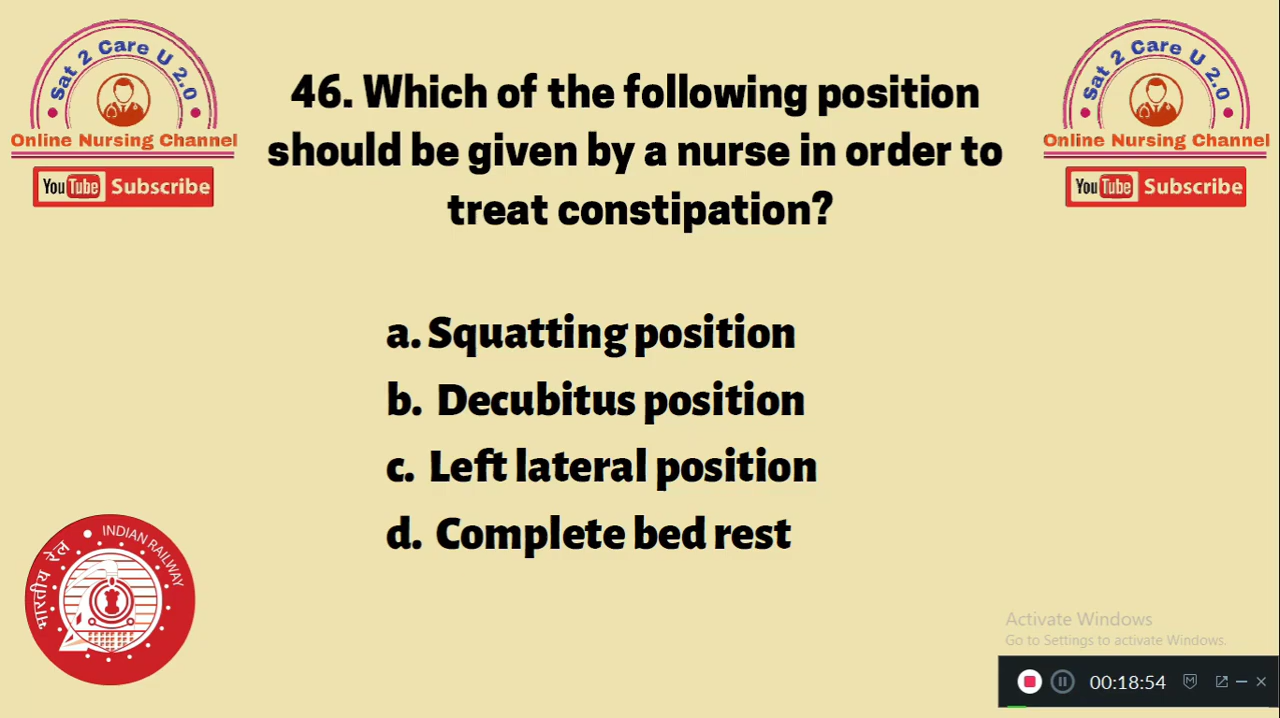 Sat 2 Care U 2.0
Online Nursing Channel
YouTube Subscribe
Sat 2 Care U 2.0
Online Nursing Channel
YouTube Subscribe
46. Which of the following position
should be given by a nurse in order to
treat constipation?
a. Squatting position
b. Decubitus position
c. Left lateral position
d. Complete bed rest
भारतीय रेल
INDIAN RAILWAY
Activate Windows
Go to Settings to activate Windows.
00:18:54